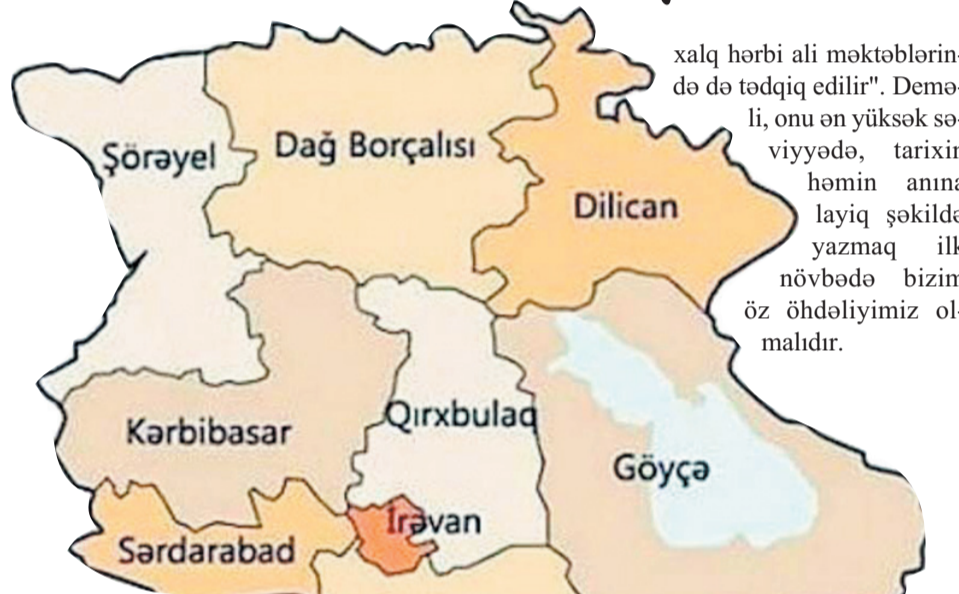 xalq hərbi ali məktəblərin-
də də tədqiq edilir". Demə-
li, onu ən yüksək sə-
viyyədə, tarixin
həmin anına
layiq şəkildə
yazmaq ilk
növbədə bizim
öz öhdəliyimiz ol-
malıdır.
Şörəyel
Dağ Borçalısı
Dilican
Kərbibasar
Qırxbulaq
Göyçə
İrəvan
Sərdarabad